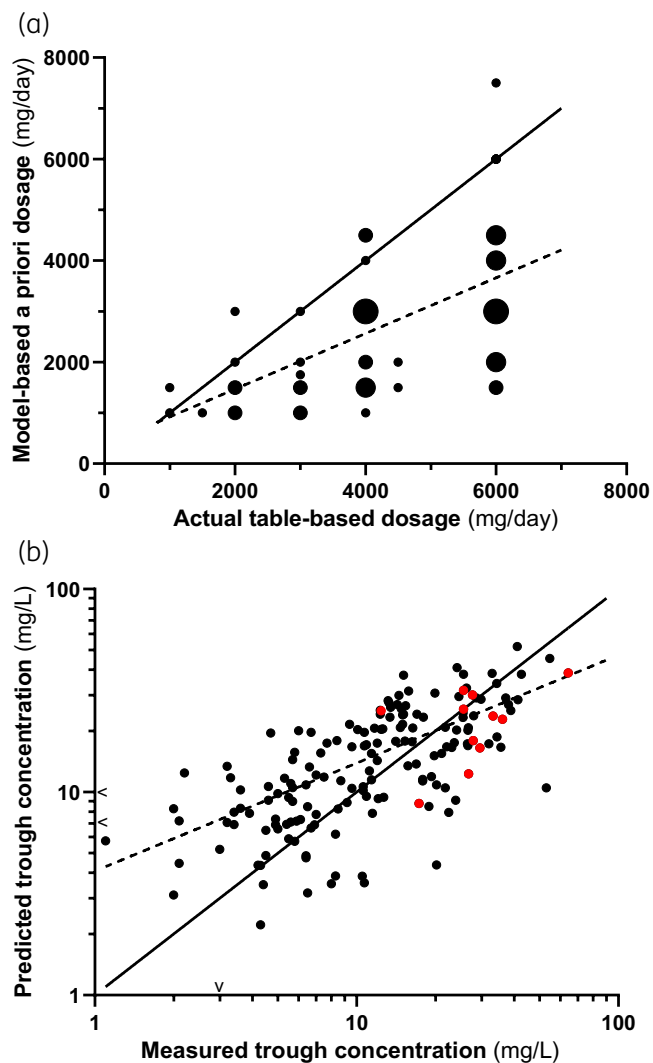 (a)
8000
6000
4000
2000
0
0 2000 4000 6000 8000
Model-based a priori dosage (mg/day)
Actual table-based dosage (mg/day)
(b)
100
10
1
1 10 100
Predicted trough concentration (mg/L)
<
<
v
Measured trough concentration (mg/L)